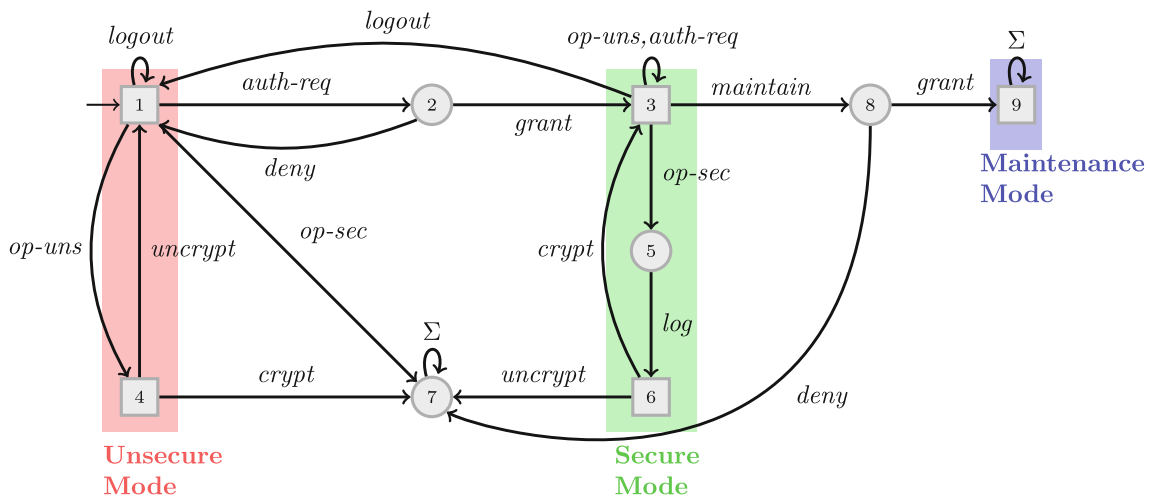 logout
logout
op-uns,auth-req
Σ
auth-req
maintain
grant
1
2
3
8
9
grant
deny
op-sec
Maintenance
Mode
op-uns
uncrypt
op-sec
crypt
5
log
Σ
crypt
uncrypt
deny
4
7
6
Unsecure
Mode
Secure
Mode